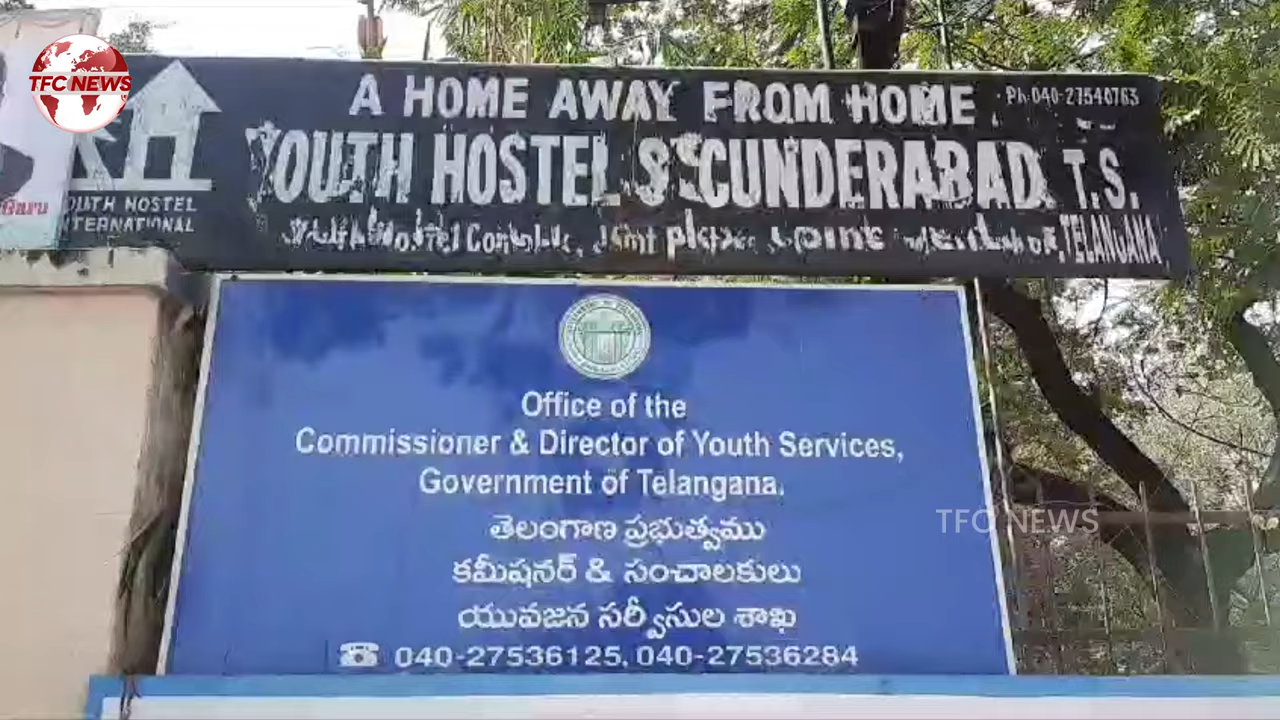 TFC NEWS
A HOME AWAY FROM HOME
Ph-040-27540763
YOUTH HOSTEL SECUNDERABAD. T.S.
OUTH HOSTEL
TERNATIONAL
TELANGANA
Garu
Office of the
Commissioner & Director of Youth Services,
Government of Telangana.
తెలంగాణ ప్రభుత్వము
కమీషనర్ & సంచాలకులు
యువజన సర్వీసుల శాఖ
☎ 040-27536125, 040-27536284
TFC NEWS